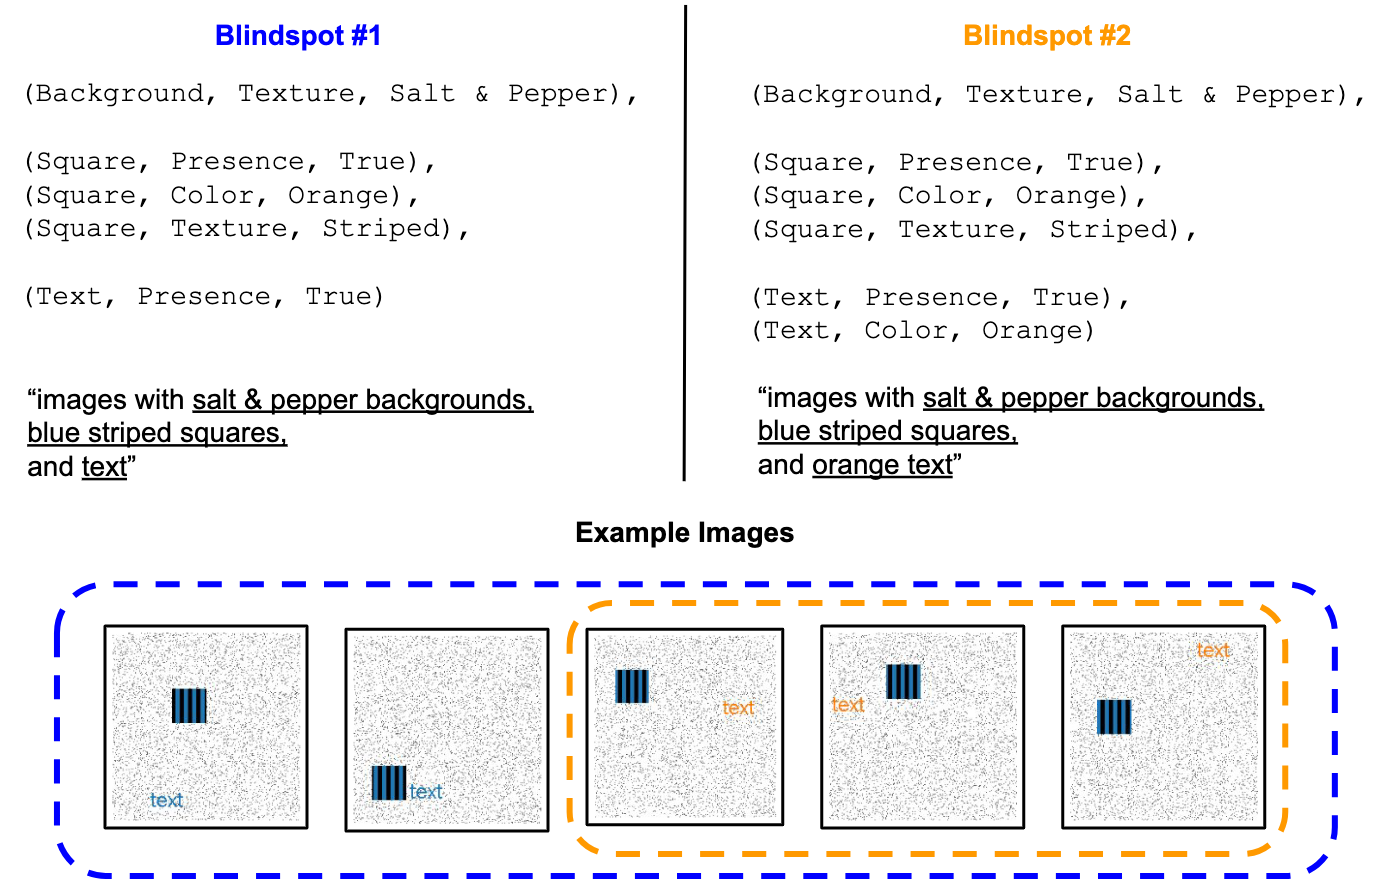 Blindspot #1
(Background, Texture, Salt & Pepper),
(Square, Presence, True),
(Square, Color, Orange),
(Square, Texture, Striped),
(Text, Presence, True)
“images with salt & pepper backgrounds,
blue striped squares,
and text”
Blindspot #2
(Background, Texture, Salt & Pepper),
(Square, Presence, True),
(Square, Color, Orange),
(Square, Texture, Striped),
(Text, Presence, True),
(Text, Color, Orange)
“images with salt & pepper backgrounds,
blue striped squares,
and orange text”
Example Images
text
text
text
text
text